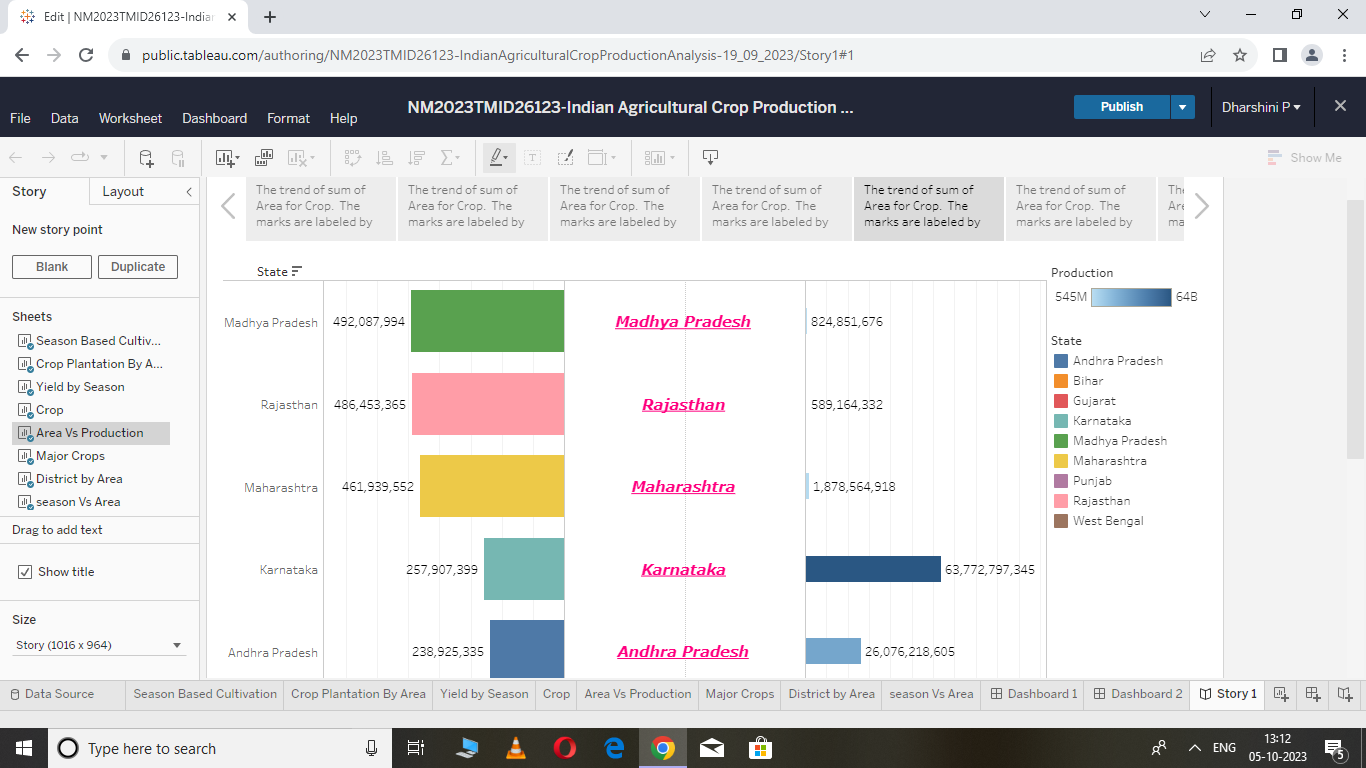 Edit | NM2023TMID26123-India
public.tableau.com/authoring/NM2023TMID26123-IndianAgriculturalCropProductionAnalysis-19_09_2023/Story1#1
NM2023TMID26123-Indian Agricultural Crop Production ...
Publish
Dharshini P
File Data Worksheet Dashboard Format Help
Show Me
Story Layout
New story point
Blank Duplicate
Sheets
Season Based Cultiv...
Crop Plantation By A...
Yield by Season
Crop
Area Vs Production
Major Crops
District by Area
season Vs Area
Drag to add text
Show title
Size
Story (1016 x 964)
The trend of sum of
Area for Crop. The
marks are labeled by
The trend of sum of
Area for Crop. The
marks are labeled by
The trend of sum of
Area for Crop. The
marks are labeled by
The trend of sum of
Area for Crop. The
marks are labeled by
The trend of sum of
Area for Crop. The
marks are labeled by
The trend of sum of
Area for Crop. The
marks are labeled by
The
Are
ma
State
Madhya Pradesh 492,087,994 Madhya Pradesh 824,851,676
Rajasthan 486,453,365 Rajasthan 589,164,332
Maharashtra 461,939,552 Maharashtra 1,878,564,918
Karnataka 257,907,399 Karnataka 63,772,797,345
Andhra Pradesh 238,925,335 Andhra Pradesh 26,076,218,605
Production
545M 64B
State
Andhra Pradesh
Bihar
Gujarat
Karnataka
Madhya Pradesh
Maharashtra
Punjab
Rajasthan
West Bengal
Data Source Season Based Cultivation Crop Plantation By Area Yield by Season Crop Area Vs Production Major Crops District by Area season Vs Area Dashboard 1 Dashboard 2 Story 1
Type here to search
ENG
13:12
05-10-2023
5